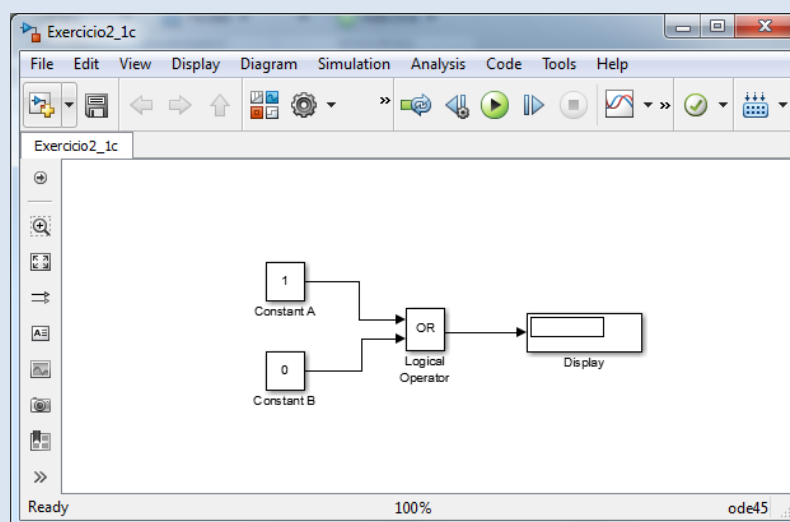 Exercicio2_1c
File Edit View Display Diagram Simulation Analysis Code Tools Help
Exercicio2_1c
1
Constant A
OR
Logical
Operator
Display
0
Constant B
Ready 100% ode45